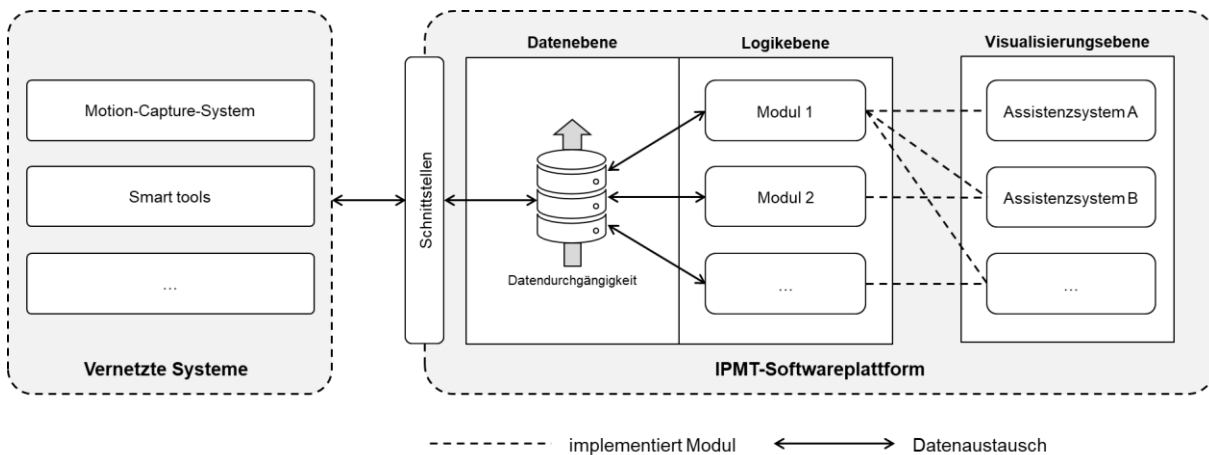 Datenebene
Logikebene
Visualisierungsebene
Motion-Capture-System
Smart tools
…
Vernetzte Systeme
Schnittstellen
Datendurchgängigkeit
Modul 1
Modul 2
…
Assistenzsystem A
Assistenzsystem B
…
IPMT-Softwareplattform
implementiert Modul
Datenaustausch